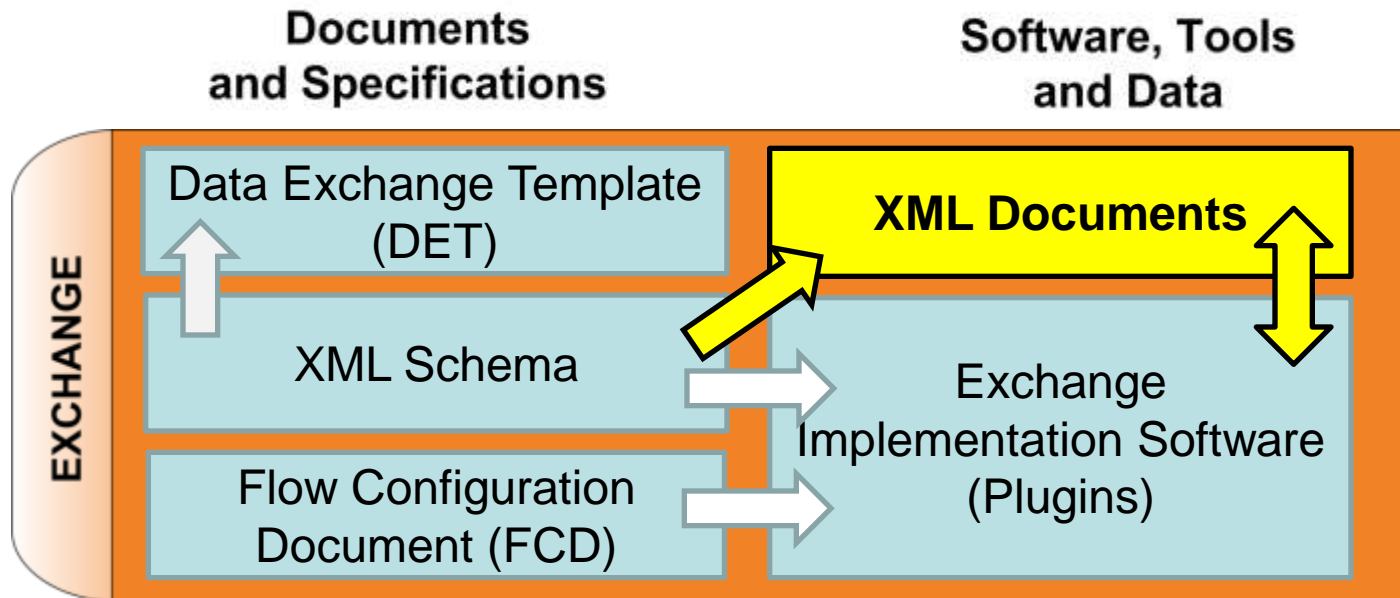 Documents
and Specifications
Software, Tools
and Data
EXCHANGE
Data Exchange Template
(DET)
XML Documents
XML Schema
Exchange
Implementation Software
(Plugins)
Flow Configuration
Document (FCD)